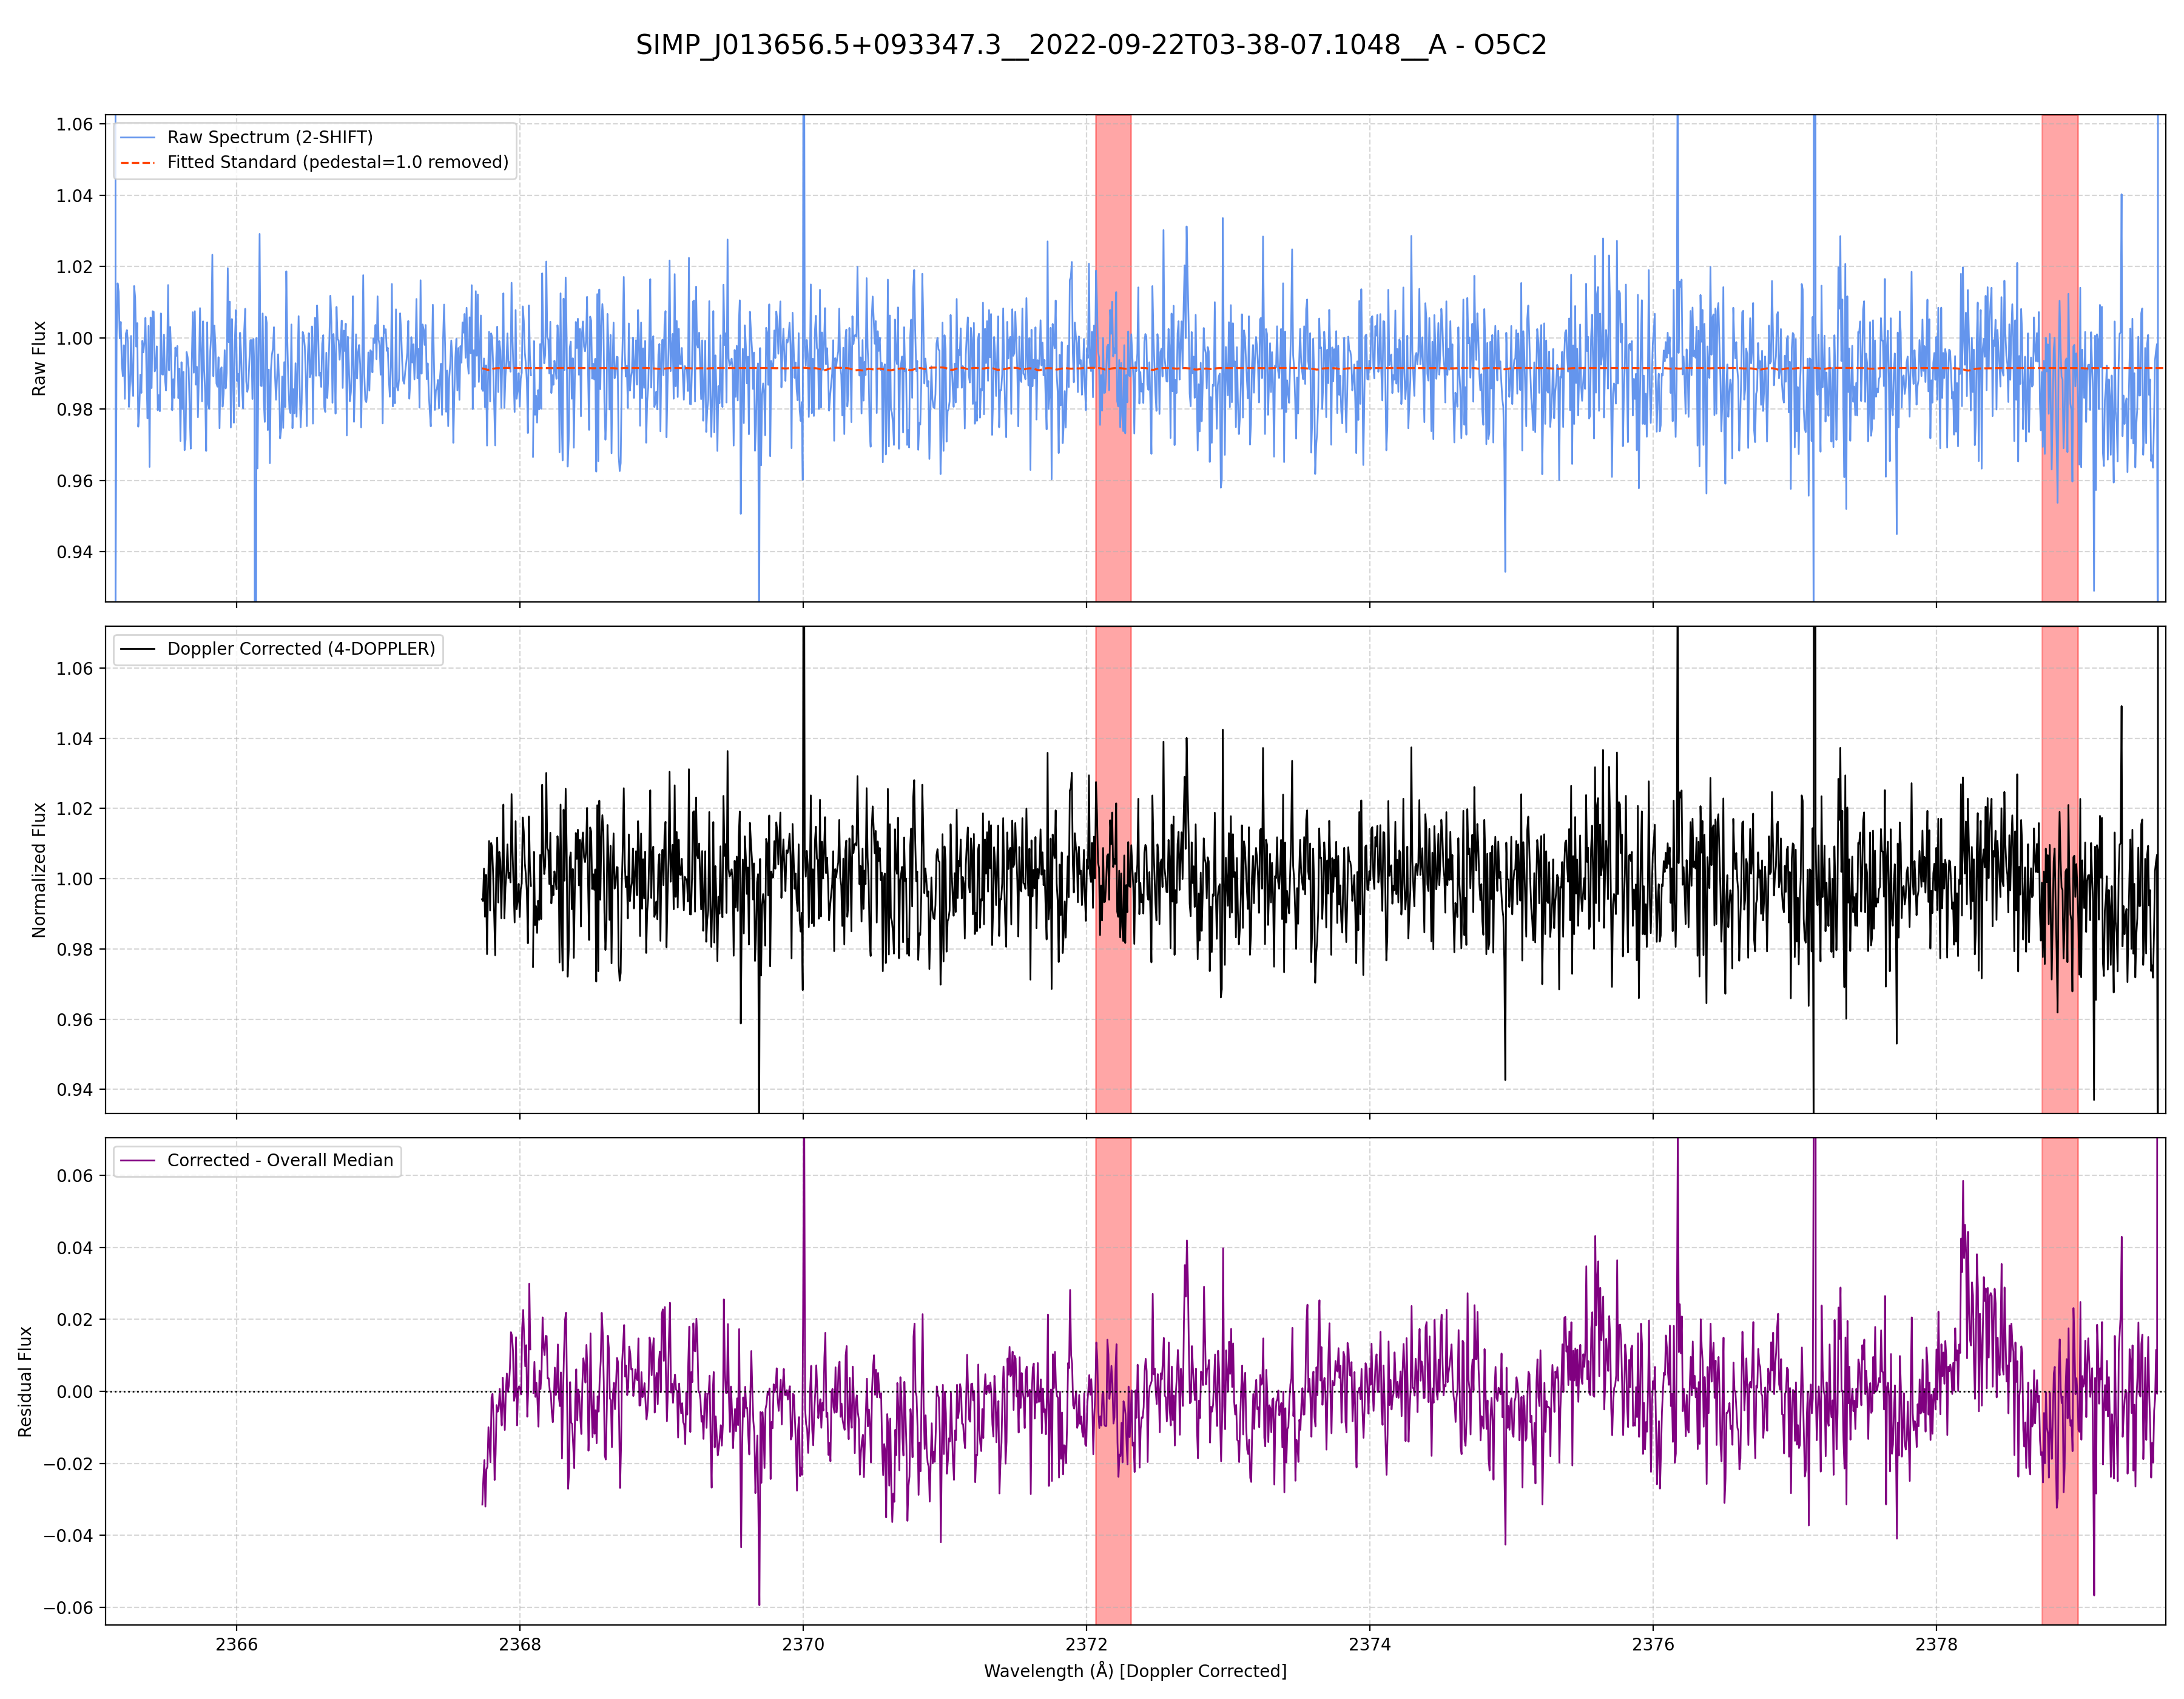 SIMP_J013656.5+093347.3__2022-09-22T03-38-07.1048__A - O5C2
1.06
1.04
1.02
1.00
0.98
0.96
0.94
Raw Flux
Raw Spectrum (2-SHIFT)
Fitted Standard (pedestal=1.0 removed)
1.06
1.04
1.02
1.00
0.98
0.96
0.94
Normalized Flux
Doppler Corrected (4-DOPPLER)
0.06
0.04
0.02
0.00
−0.02
−0.04
−0.06
Residual Flux
Corrected - Overall Median
2366 2368 2370 2372 2374 2376 2378
Wavelength (Å) [Doppler Corrected]